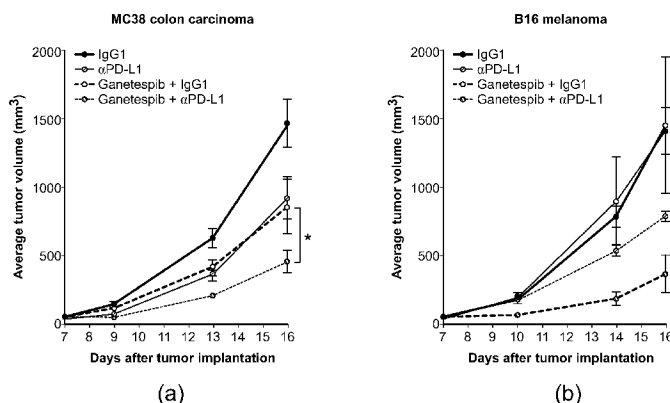 MC38 colon carcinoma
Average tumor volume (mm³)
2000
1500
1000
500
0
IgG1
αPD-L1
Ganetespib + IgG1
Ganetespib + αPD-L1
*
7 8 9 10 11 12 13 14 15 16
Days after tumor implantation
(a)
B16 melanoma
Average tumor volume (mm³)
2000
1500
1000
500
0
IgG1
αPD-L1
Ganetespib + IgG1
Ganetespib + αPD-L1
7 8 9 10 11 12 13 14 15 16
Days after tumor implantation
(b)